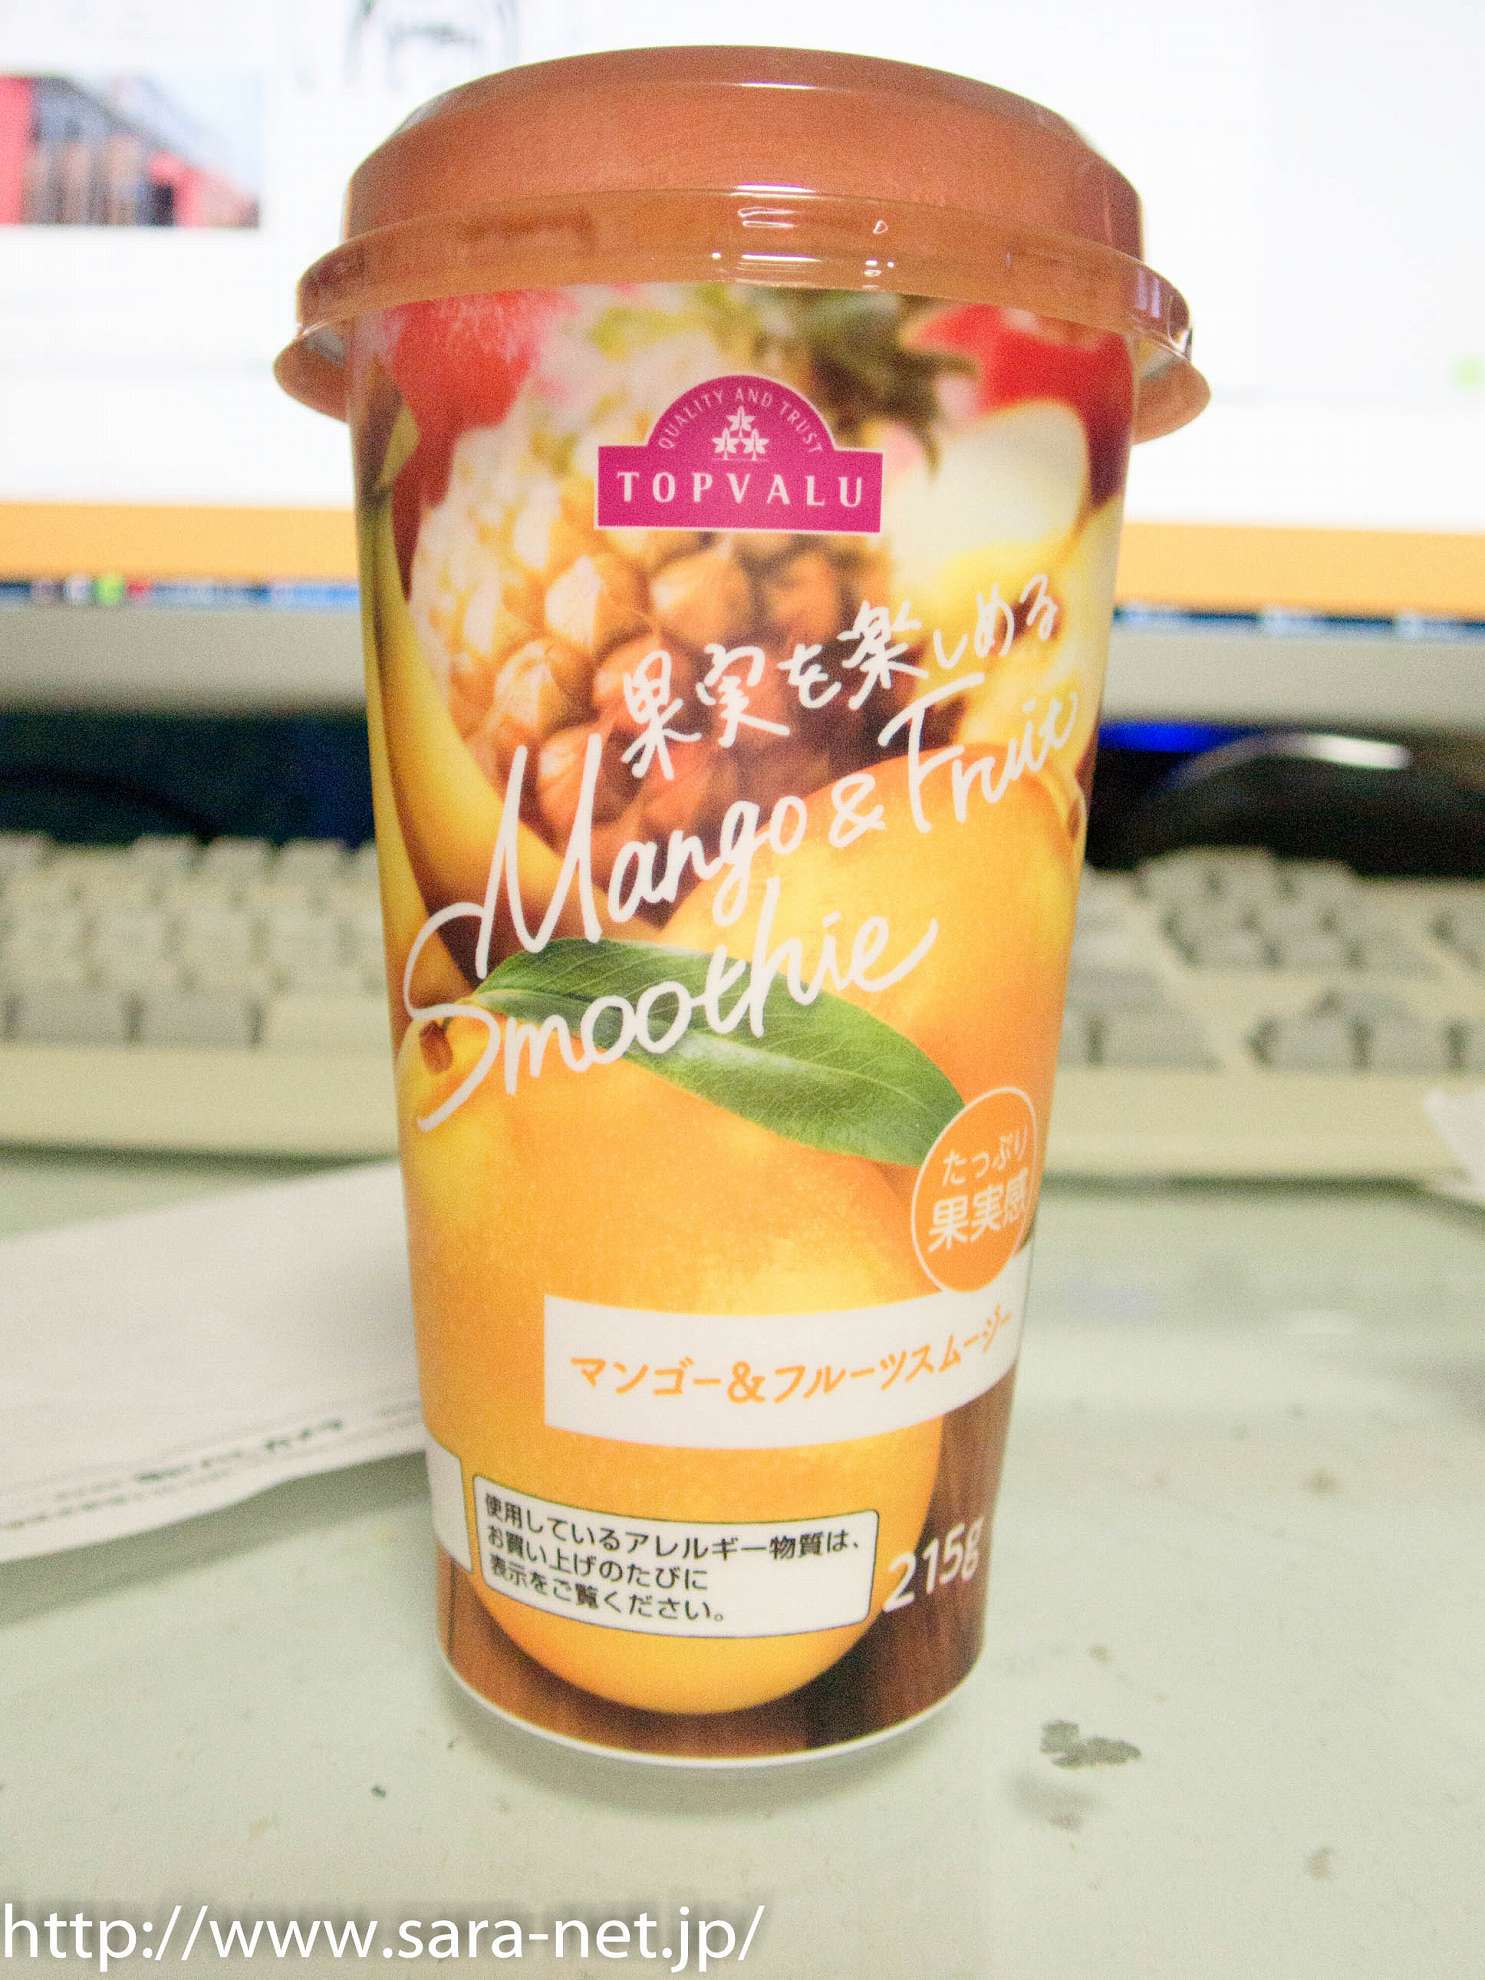 QUALITY AND TRUST
TOPVALU
果実を楽しめる
Mango & Fruit
Smoothie
たっぷり
果実感
マンゴー&フルーツスムージー
使用しているアレルギー物質は、
お買い上げのたびに
表示をご覧ください。
215g
http://www.sara-net.jp/